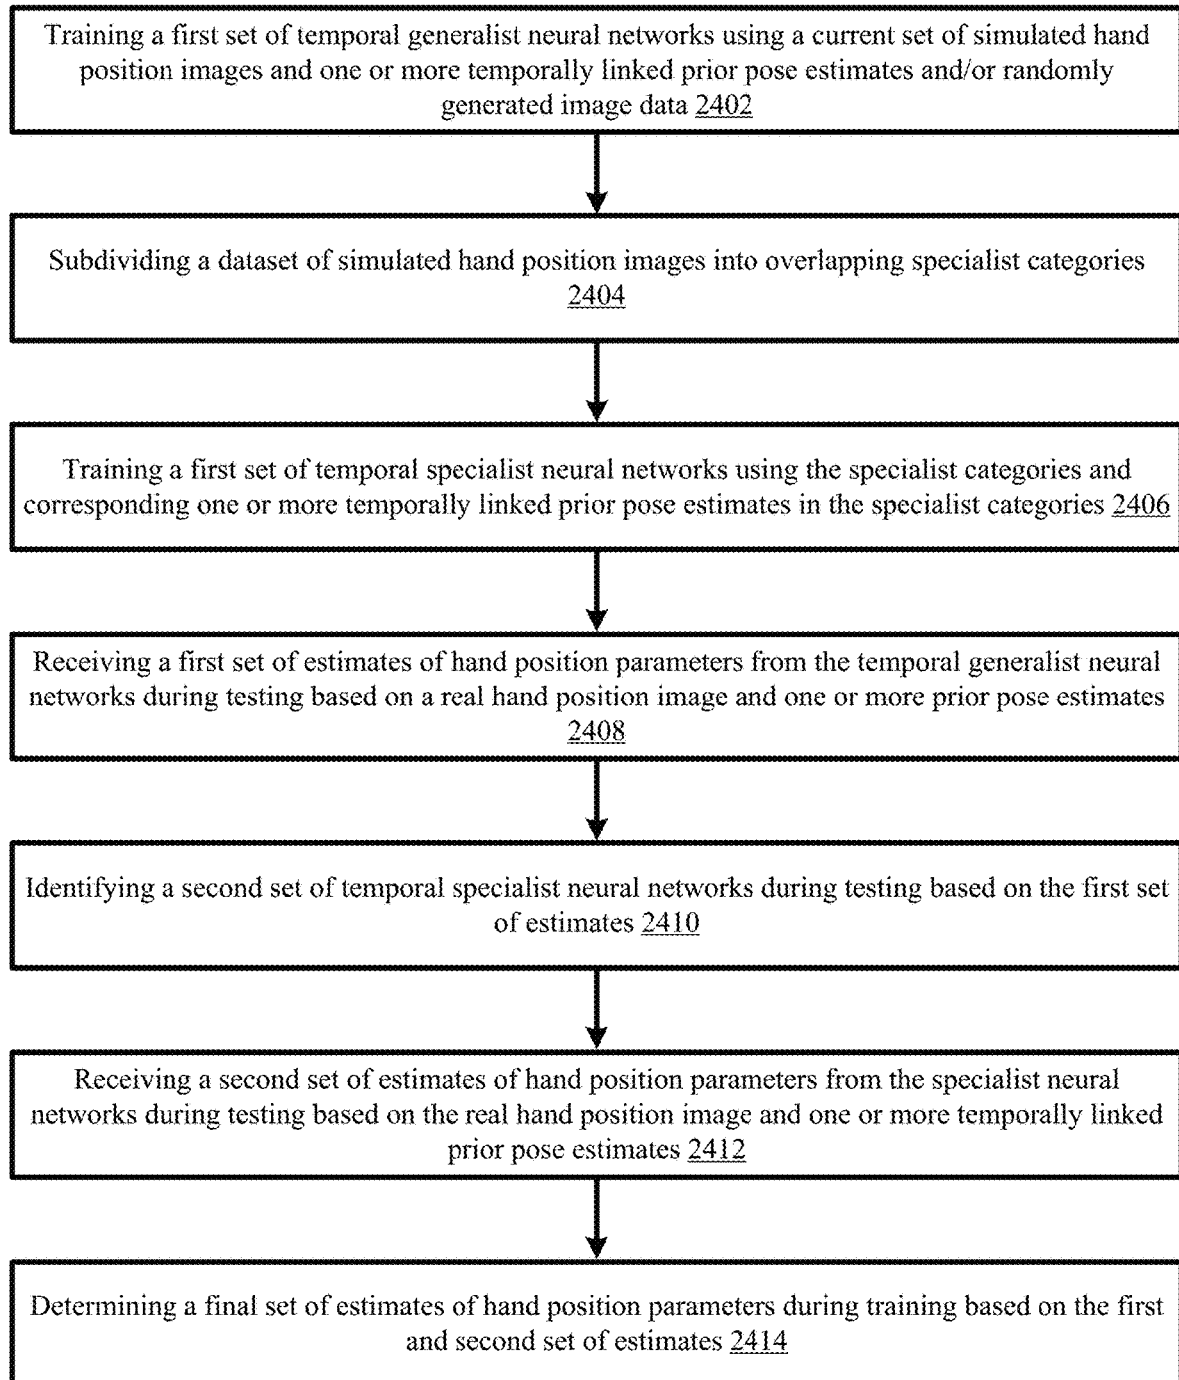 Training a first set of temporal generalist neural networks using a current set of simulated hand
position images and one or more temporally linked prior pose estimates and/or randomly
generated image data 2402
Subdividing a dataset of simulated hand position images into overlapping specialist categories
2404
Training a first set of temporal specialist neural networks using the specialist categories and
corresponding one or more temporally linked prior pose estimates in the specialist categories 2406
Receiving a first set of estimates of hand position parameters from the temporal generalist neural
networks during testing based on a real hand position image and one or more prior pose estimates
2408
Identifying a second set of temporal specialist neural networks during testing based on the first set
of estimates 2410
Receiving a second set of estimates of hand position parameters from the specialist neural
networks during testing based on the real hand position image and one or more temporally linked
prior pose estimates 2412
Determining a final set of estimates of hand position parameters during training based on the first
and second set of estimates 2414